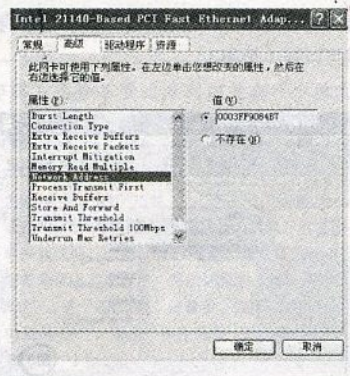 Intel 21140-Based PCI Fast Ethernet Adap...
常规 高级 驱动程序 资源
此网卡可使用下列属性。在左边单击您想改变的属性，然后在
右边选择它的值。
属性(P):
值(V):
Burst Length
Connection Type
Extra Receive Buffers
Extra Receive Packets
Interrupt Mitigation
Memory Read Multiple
Network Address
Process Transmit First
Receive Buffers
Store And Forward
Transmit Threshold
Transmit Threshold 100Mbps
Underrun Max Retries
0003FF9084B7
不存在(N)
确定 取消